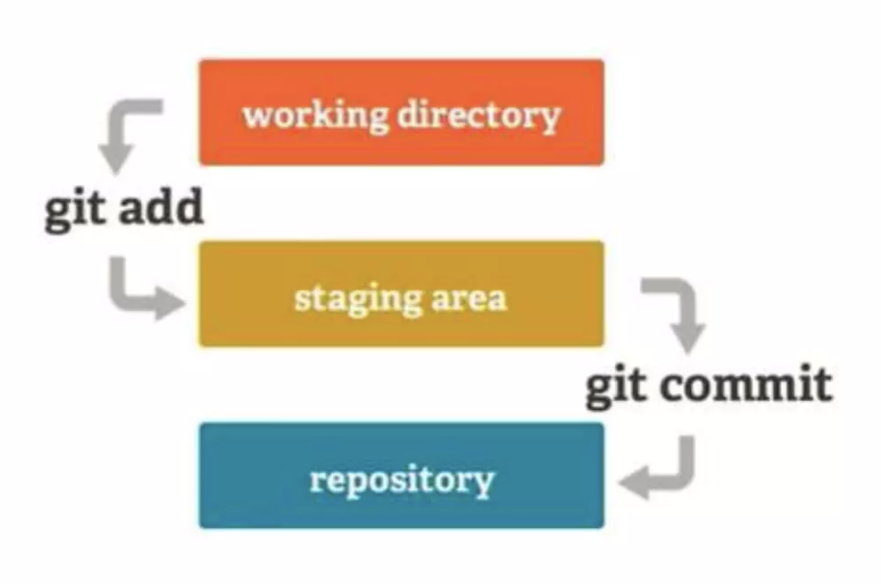 working directory
git add
staging area
git commit
repository